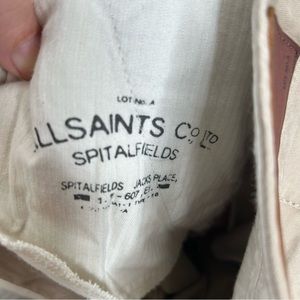 LOT No. A
LLSAINTS Co LTD
SPITALFIELDS
SPITALFIELDS JACKS PLACE,